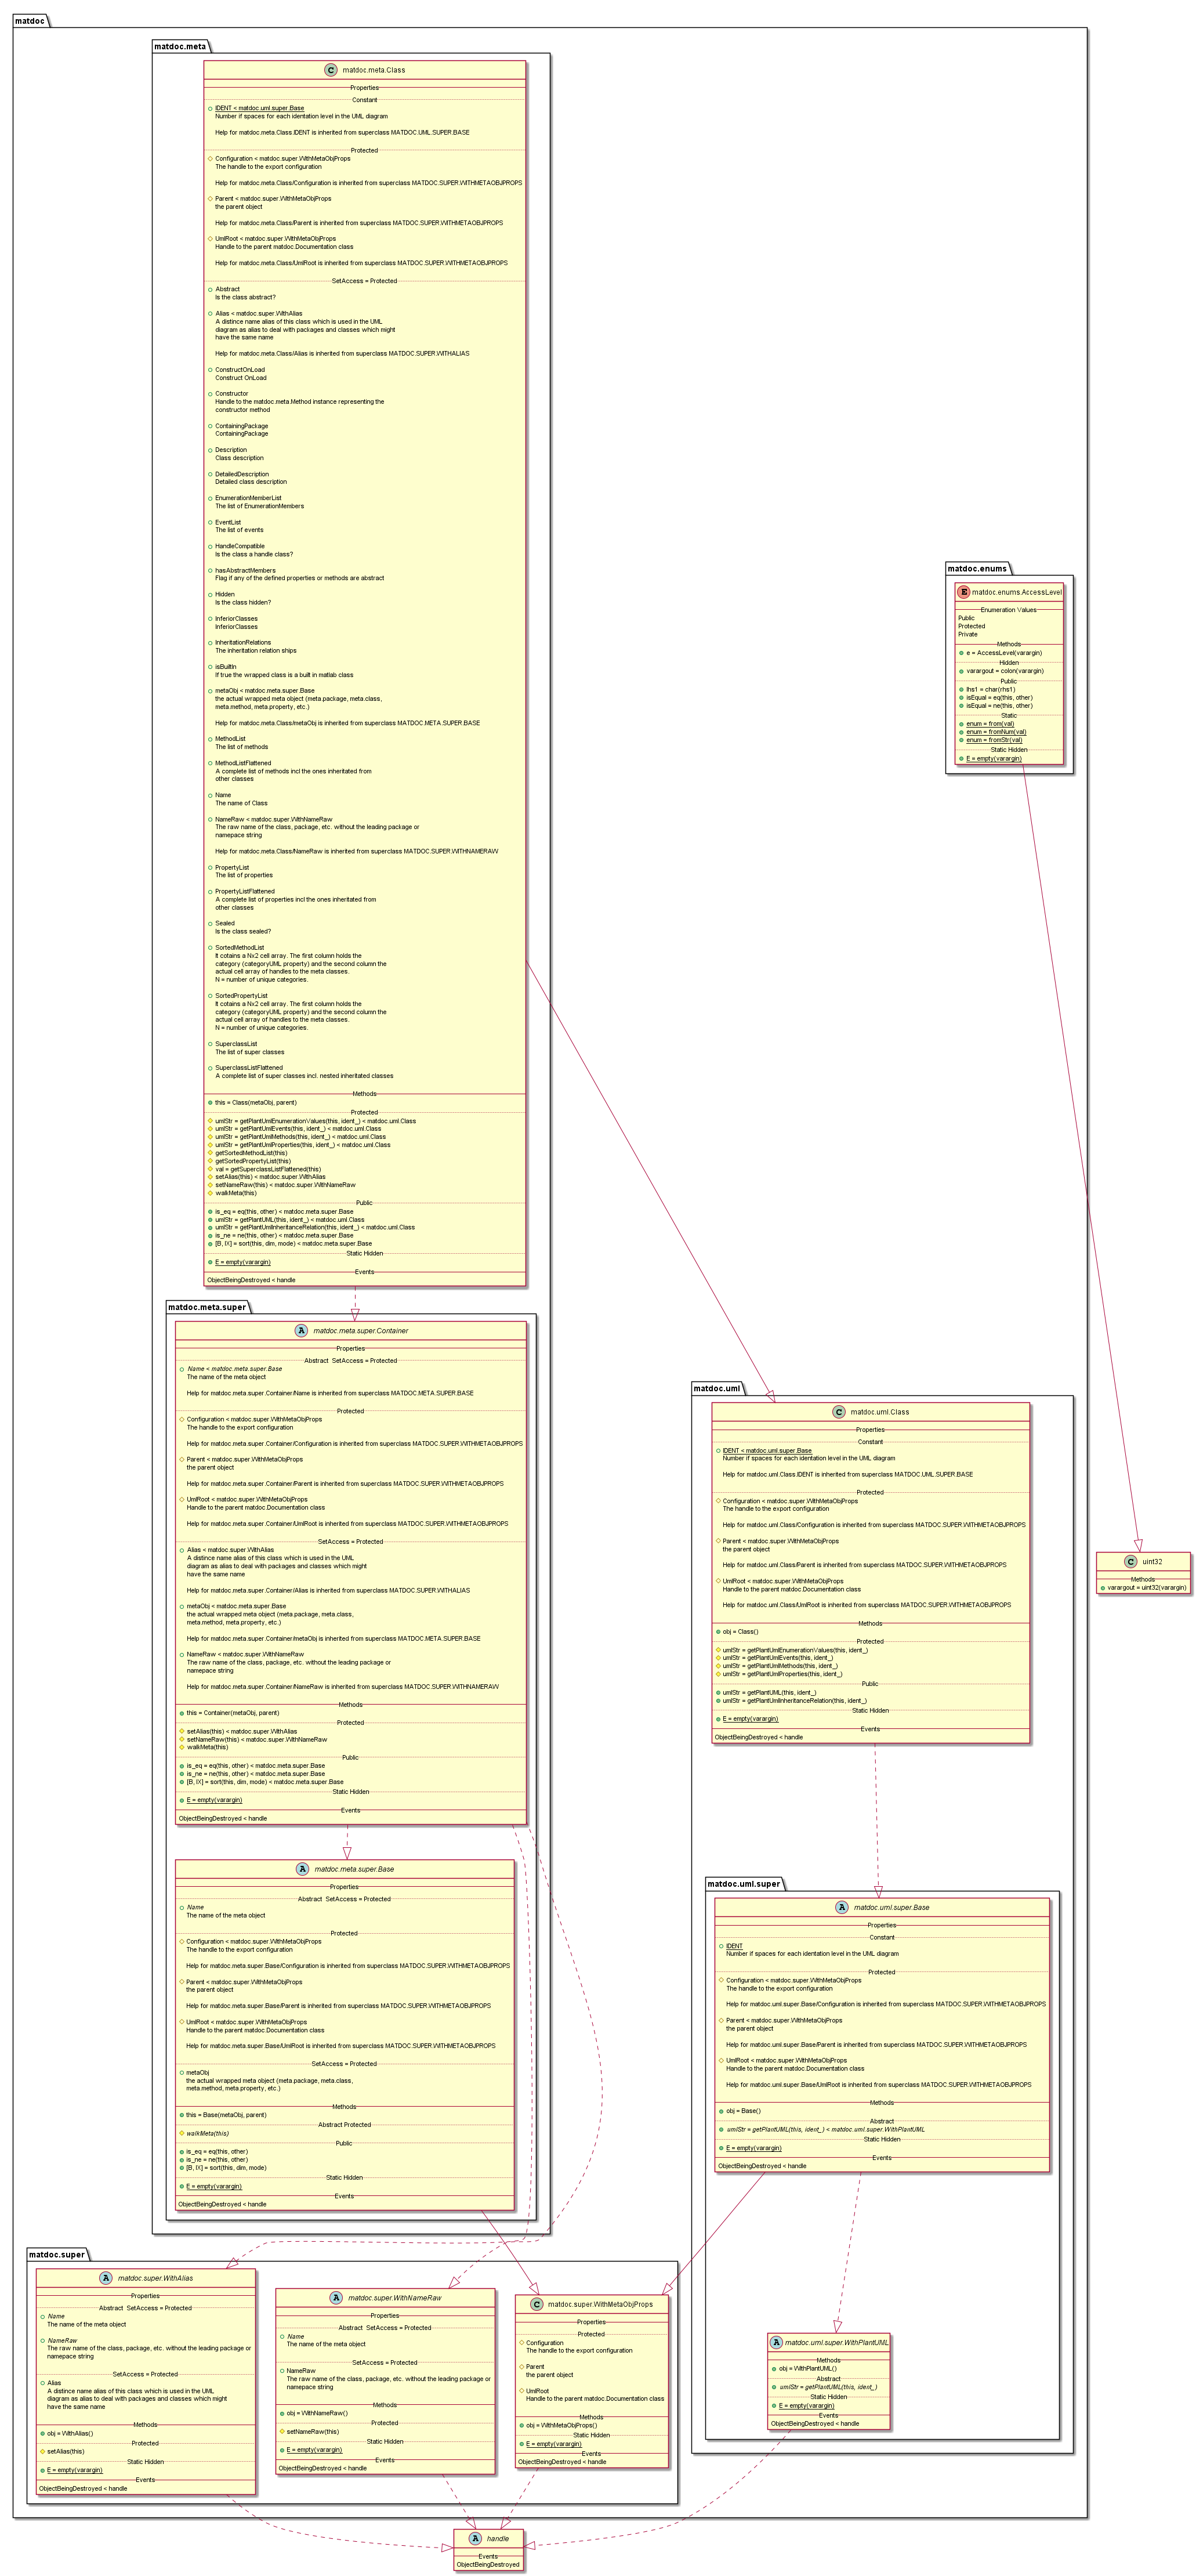 matdoc
matdoc.meta
C matdoc.meta.Class
Properties
Constant
IDENT < matdoc.uml.super.Base
Number if spaces for each identation level in the UML diagram
Help for matdoc.meta.Class.IDENT is inherited from superclass MATDOC.UML.SUPER.BASE
Protected
Configuration < matdoc.super.WithMetaObjProps
The handle to the export configuration
Help for matdoc.meta.Class/Configuration is inherited from superclass MATDOC.SUPER.WITHMETAOBJPROPS
Parent < matdoc.super.WithMetaObjProps
the parent object
Help for matdoc.meta.Class/Parent is inherited from superclass MATDOC.SUPER.WITHMETAOBJPROPS
UmlRoot < matdoc.super.WithMetaObjProps
Handle to the parent matdoc.Documentation class
Help for matdoc.meta.Class/UmlRoot is inherited from superclass MATDOC.SUPER.WITHMETAOBJPROPS
SetAccess = Protected
Abstract
Is the class abstract?
Alias < matdoc.super.WithAlias
A distince name alias of this class which is used in the UML
diagram as alias to deal with packages and classes which might
have the same name
Help for matdoc.meta.Class/Alias is inherited from superclass MATDOC.SUPER.WITHALIAS
ConstructOnLoad
Construct OnLoad
Constructor
Handle to the matdoc.meta.Method instance representing the
constructor method
ContainingPackage
ContainingPackage
Description
Class description
DetailedDescription
Detailed class description
EnumerationMemberList
The list of EnumerationMembers
EventList
The list of events
HandleCompatible
Is the class a handle class?
hasAbstractMembers
Flag if any of the defined properties or methods are abstract
Hidden
Is the class hidden?
InferiorClasses
InferiorClasses
InheritationRelations
The inheritation relation ships
isBuiltIn
If true the wrapped class is a built in matlab class
metaObj < matdoc.meta.super.Base
the actual wrapped meta object (meta.package, meta.class,
meta.method, meta.property, etc.)
Help for matdoc.meta.Class/metaObj is inherited from superclass MATDOC.META.SUPER.BASE
MethodList
The list of methods
MethodListFlattened
A complete list of methods incl the ones inheritated from
other classes
Name
The name of Class
NameRaw < matdoc.super.WithNameRaw
The raw name of the class, package, etc. without the leading package or
namepace string
Help for matdoc.meta.Class/NameRaw is inherited from superclass MATDOC.SUPER.WITHNAMERAW
PropertyList
The list of properties
PropertyListFlattened
A complete list of properties incl the ones inheritated from
other classes
Sealed
Is the class sealed?
SortedMethodList
It cotains a Nx2 cell array. The first column holds the
category (categoryUML property) and the second column the
actual cell array of handles to the meta classes.
N = number of unique categories.
SortedPropertyList
It cotains a Nx2 cell array. The first column holds the
category (categoryUML property) and the second column the
actual cell array of handles to the meta classes.
N = number of unique categories.
SuperclassList
The list of super classes
SuperclassListFlattened
A complete list of super classes incl. nested inheritated classes
Methods
this = Class(metaObj, parent)
Protected
umlStr = getPlantUmlEnumerationValues(this, ident_) < matdoc.uml.Class
umlStr = getPlantUmlEvents(this, ident_) < matdoc.uml.Class
umlStr = getPlantUmlMethods(this, ident_) < matdoc.uml.Class
umlStr = getPlantUmlProperties(this, ident_) < matdoc.uml.Class
getSortedMethodList(this)
getSortedPropertyList(this)
val = getSuperclassListFlattened(this)
setAlias(this) < matdoc.super.WithAlias
setNameRaw(this) < matdoc.super.WithNameRaw
walkMeta(this)
Public
is_eq = eq(this, other) < matdoc.meta.super.Base
umlStr = getPlantUML(this, ident_) < matdoc.uml.Class
umlStr = getPlantUmlInheritanceRelation(this, ident_) < matdoc.uml.Class
is_ne = ne(this, other) < matdoc.meta.super.Base
[B, IX] = sort(this, dim, mode) < matdoc.meta.super.Base
Static Hidden
E = empty(varargin)
Events
ObjectBeingDestroyed < handle
matdoc.enums
E matdoc.enums.AccessLevel
Enumeration Values
Public
Protected
Private
Methods
e = AccessLevel(varargin)
Hidden
varargout = colon(varargin)
Public
lhs1 = char(rhs1)
isEqual = eq(this, other)
isEqual = ne(this, other)
Static
enum = from(val)
enum = fromNum(val)
enum = fromStr(val)
Static Hidden
E = empty(varargin)
matdoc.meta.super
A matdoc.meta.super.Container
Properties
Abstract SetAccess = Protected
Name < matdoc.meta.super.Base
The name of the meta object
Help for matdoc.meta.super.Container/Name is inherited from superclass MATDOC.META.SUPER.BASE
Protected
Configuration < matdoc.super.WithMetaObjProps
The handle to the export configuration
Help for matdoc.meta.super.Container/Configuration is inherited from superclass MATDOC.SUPER.WITHMETAOBJPROPS
Parent < matdoc.super.WithMetaObjProps
the parent object
Help for matdoc.meta.super.Container/Parent is inherited from superclass MATDOC.SUPER.WITHMETAOBJPROPS
UmlRoot < matdoc.super.WithMetaObjProps
Handle to the parent matdoc.Documentation class
Help for matdoc.meta.super.Container/UmlRoot is inherited from superclass MATDOC.SUPER.WITHMETAOBJPROPS
SetAccess = Protected
Alias < matdoc.super.WithAlias
A distince name alias of this class which is used in the UML
diagram as alias to deal with packages and classes which might
have the same name
Help for matdoc.meta.super.Container/Alias is inherited from superclass MATDOC.SUPER.WITHALIAS
metaObj < matdoc.meta.super.Base
the actual wrapped meta object (meta.package, meta.class,
meta.method, meta.property, etc.)
Help for matdoc.meta.super.Container/metaObj is inherited from superclass MATDOC.META.SUPER.BASE
NameRaw < matdoc.super.WithNameRaw
The raw name of the class, package, etc. without the leading package or
namepace string
Help for matdoc.meta.super.Container/NameRaw is inherited from superclass MATDOC.SUPER.WITHNAMERAW
Methods
this = Container(metaObj, parent)
Protected
setAlias(this) < matdoc.super.WithAlias
setNameRaw(this) < matdoc.super.WithNameRaw
walkMeta(this)
Public
is_eq = eq(this, other) < matdoc.meta.super.Base
is_ne = ne(this, other) < matdoc.meta.super.Base
[B, IX] = sort(this, dim, mode) < matdoc.meta.super.Base
Static Hidden
E = empty(varargin)
Events
ObjectBeingDestroyed < handle
matdoc.uml
C matdoc.uml.Class
Properties
Constant
IDENT < matdoc.uml.super.Base
Number if spaces for each identation level in the UML diagram
Help for matdoc.uml.Class.IDENT is inherited from superclass MATDOC.UML.SUPER.BASE
Protected
Configuration < matdoc.super.WithMetaObjProps
The handle to the export configuration
Help for matdoc.uml.Class/Configuration is inherited from superclass MATDOC.SUPER.WITHMETAOBJPROPS
Parent < matdoc.super.WithMetaObjProps
the parent object
Help for matdoc.uml.Class/Parent is inherited from superclass MATDOC.SUPER.WITHMETAOBJPROPS
UmlRoot < matdoc.super.WithMetaObjProps
Handle to the parent matdoc.Documentation class
Help for matdoc.uml.Class/UmlRoot is inherited from superclass MATDOC.SUPER.WITHMETAOBJPROPS
Methods
obj = Class()
Protected
umlStr = getPlantUmlEnumerationValues(this, ident_)
umlStr = getPlantUmlEvents(this, ident_)
umlStr = getPlantUmlMethods(this, ident_)
umlStr = getPlantUmlProperties(this, ident_)
Public
umlStr = getPlantUML(this, ident_)
umlStr = getPlantUmlInheritanceRelation(this, ident_)
Static Hidden
E = empty(varargin)
Events
ObjectBeingDestroyed < handle
C uint32
Methods
varargout = uint32(varargin)
A matdoc.meta.super.Base
Properties
Abstract SetAccess = Protected
Name
The name of the meta object
Protected
Configuration < matdoc.super.WithMetaObjProps
The handle to the export configuration
Help for matdoc.meta.super.Base/Configuration is inherited from superclass MATDOC.SUPER.WITHMETAOBJPROPS
Parent < matdoc.super.WithMetaObjProps
the parent object
Help for matdoc.meta.super.Base/Parent is inherited from superclass MATDOC.SUPER.WITHMETAOBJPROPS
UmlRoot < matdoc.super.WithMetaObjProps
Handle to the parent matdoc.Documentation class
Help for matdoc.meta.super.Base/UmlRoot is inherited from superclass MATDOC.SUPER.WITHMETAOBJPROPS
SetAccess = Protected
metaObj
the actual wrapped meta object (meta.package, meta.class,
meta.method, meta.property, etc.)
Methods
this = Base(metaObj, parent)
Abstract Protected
walkMeta(this)
Public
is_eq = eq(this, other)
is_ne = ne(this, other)
[B, IX] = sort(this, dim, mode)
Static Hidden
E = empty(varargin)
Events
ObjectBeingDestroyed < handle
matdoc.uml.super
A matdoc.uml.super.Base
Properties
Constant
IDENT
Number if spaces for each identation level in the UML diagram
Protected
Configuration < matdoc.super.WithMetaObjProps
The handle to the export configuration
Help for matdoc.uml.super.Base/Configuration is inherited from superclass MATDOC.SUPER.WITHMETAOBJPROPS
Parent < matdoc.super.WithMetaObjProps
the parent object
Help for matdoc.uml.super.Base/Parent is inherited from superclass MATDOC.SUPER.WITHMETAOBJPROPS
UmlRoot < matdoc.super.WithMetaObjProps
Handle to the parent matdoc.Documentation class
Help for matdoc.uml.super.Base/UmlRoot is inherited from superclass MATDOC.SUPER.WITHMETAOBJPROPS
Methods
obj = Base()
Abstract
umlStr = getPlantUML(this, ident_) < matdoc.uml.super.WithPlantUML
Static Hidden
E = empty(varargin)
Events
ObjectBeingDestroyed < handle
matdoc.super
A matdoc.super.WithAlias
Properties
Abstract SetAccess = Protected
Name
The name of the meta object
NameRaw
The raw name of the class, package, etc. without the leading package or
namepace string
SetAccess = Protected
Alias
A distince name alias of this class which is used in the UML
diagram as alias to deal with packages and classes which might
have the same name
Methods
obj = WithAlias()
Protected
setAlias(this)
Static Hidden
E = empty(varargin)
Events
ObjectBeingDestroyed < handle
A matdoc.super.WithNameRaw
Properties
Abstract SetAccess = Protected
Name
The name of the meta object
SetAccess = Protected
NameRaw
The raw name of the class, package, etc. without the leading package or
namepace string
Methods
obj = WithNameRaw()
Protected
setNameRaw(this)
Static Hidden
E = empty(varargin)
Events
ObjectBeingDestroyed < handle
C matdoc.super.WithMetaObjProps
Properties
Protected
Configuration
The handle to the export configuration
Parent
the parent object
UmlRoot
Handle to the parent matdoc.Documentation class
Methods
obj = WithMetaObjProps()
Static Hidden
E = empty(varargin)
Events
ObjectBeingDestroyed < handle
A matdoc.uml.super.WithPlantUML
Methods
obj = WithPlantUML()
Abstract
umlStr = getPlantUML(this, ident_)
Static Hidden
E = empty(varargin)
Events
ObjectBeingDestroyed < handle
A handle
Events
ObjectBeingDestroyed